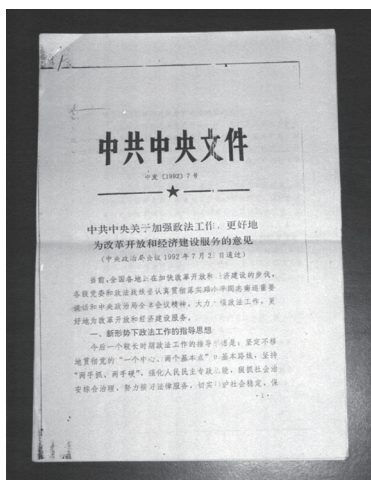 中共中央文件
中发〔1992〕7号
中共中央关于加强政法工作，更好地
为改革开放和经济建设服务的意见
（中央政治局会议1992年7月2日通过）
当前，全国各地正在加快改革开放和经济建设的步伐，
各级党委和政法战线要认真贯彻落实邓小平同志南巡重要
谈话和中央政治局全体会议精神，大力加强政法工作，更
好地为改革开放和经济建设服务。
一、新形势下政法工作的指导思想
今后一个较长时期政法工作的指导思想是：坚定不移
地贯彻党的“一个中心、两个基本点”的基本路线，坚持
“两手抓，两手硬”，强化人民民主专政，狠抓社会治
安综合治理，努力搞好法律服务，切实维护社会稳定，保